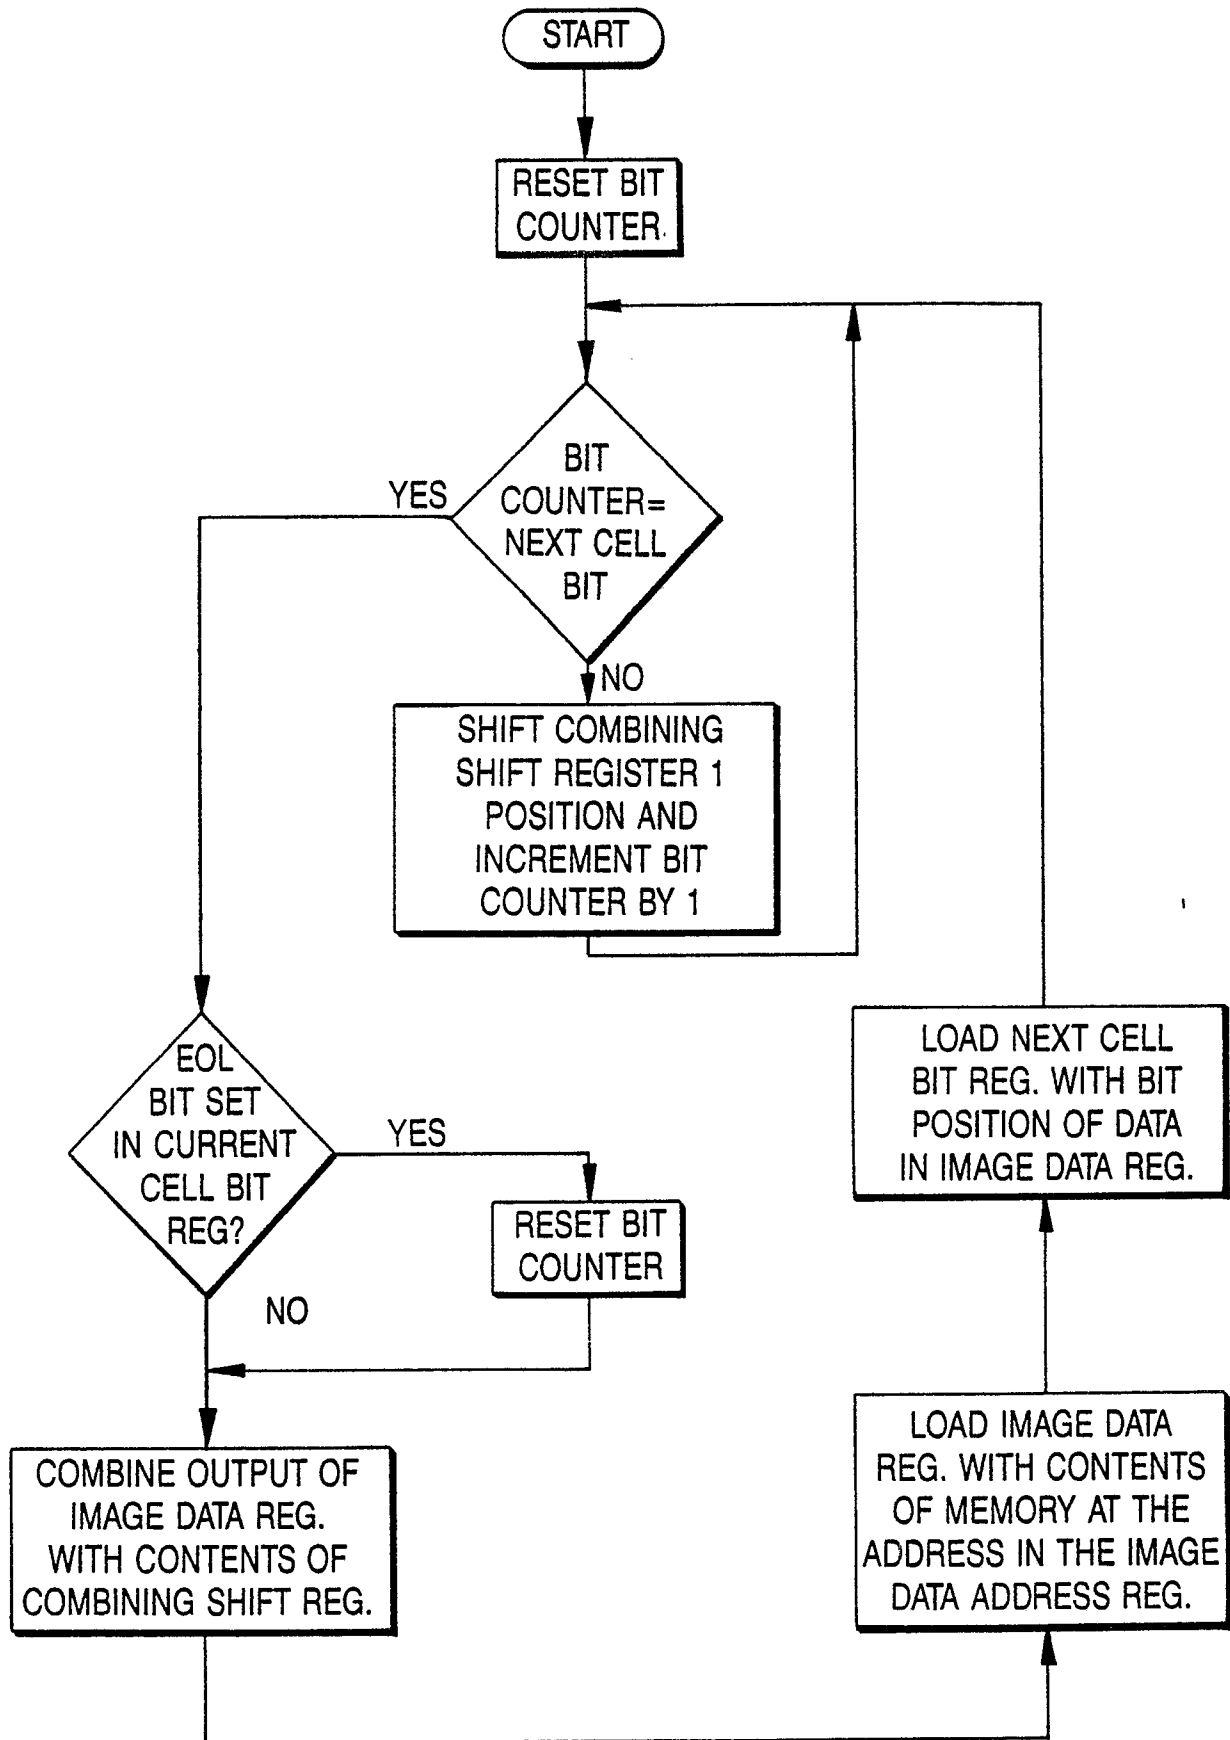 START
RESET BIT
COUNTER.
BIT
COUNTER=
NEXT CELL
BIT
YES
NO
SHIFT COMBINING
SHIFT REGISTER 1
POSITION AND
INCREMENT BIT
COUNTER BY 1
EOL
BIT SET
IN CURRENT
CELL BIT
REG?
YES
RESET BIT
COUNTER
NO
COMBINE OUTPUT OF
IMAGE DATA REG.
WITH CONTENTS OF
COMBINING SHIFT REG.
LOAD IMAGE DATA
REG. WITH CONTENTS
OF MEMORY AT THE
ADDRESS IN THE IMAGE
DATA ADDRESS REG.
LOAD NEXT CELL
BIT REG. WITH BIT
POSITION OF DATA
IN IMAGE DATA REG.